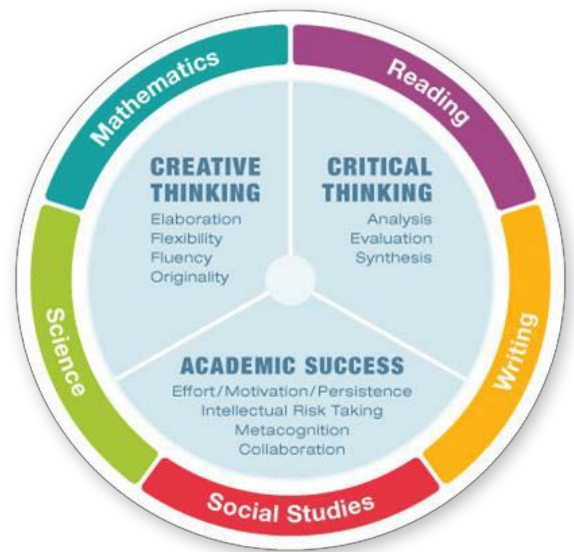 Mathematics
Reading
CREATIVE
THINKING
Elaboration
Flexibility
Fluency
Originality
CRITICAL
THINKING
Analysis
Evaluation
Synthesis
Science
Writing
ACADEMIC SUCCESS
Effort/Motivation/Persistence
Intellectual Risk Taking
Metacognition
Collaboration
Social Studies